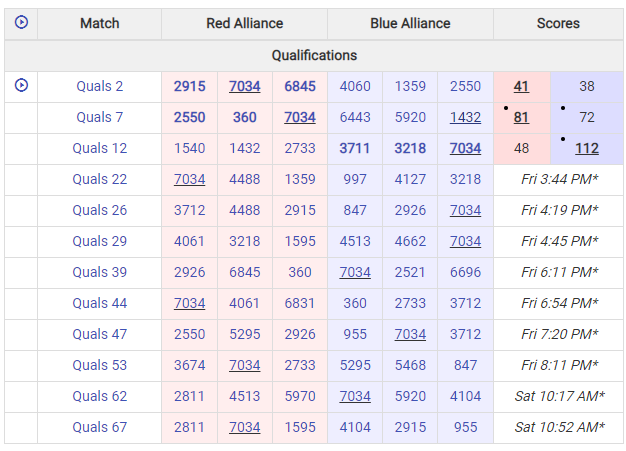 Match Red Alliance Blue Alliance Scores
Qualifications
Quals 2 2915 7034 6845 4060 1359 2550 41 38
Quals 7 2550 360 7034 6443 5920 1432 81 72
Quals 12 1540 1432 2733 3711 3218 7034 48 112
Quals 22 7034 4488 1359 997 4127 3218 Fri 3:44 PM*
Quals 26 3712 4488 2915 847 2926 7034 Fri 4:19 PM*
Quals 29 4061 3218 1595 4513 4662 7034 Fri 4:45 PM*
Quals 39 2926 6845 360 7034 2521 6696 Fri 6:11 PM*
Quals 44 7034 4061 6831 360 2733 3712 Fri 6:54 PM*
Quals 47 2550 5295 2926 955 7034 3712 Fri 7:20 PM*
Quals 53 3674 7034 2733 5295 5468 847 Fri 8:11 PM*
Quals 62 2811 4513 5970 7034 5920 4104 Sat 10:17 AM*
Quals 67 2811 7034 1595 4104 2915 955 Sat 10:52 AM*